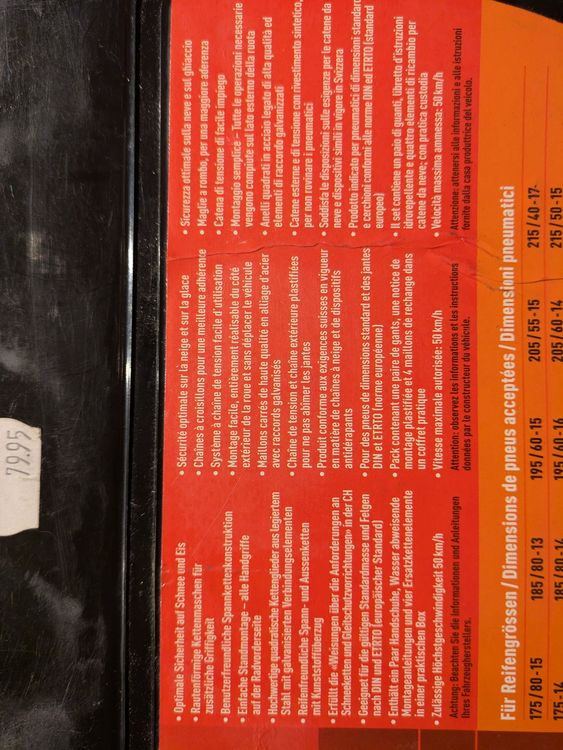 79.95
• Optimale Sicherheit auf Schnee und Eis
• Rautenförmige Kettenmaschen für
zusätzliche Griffigkeit
• Benutzerfreundliche Spannkettenkonstruktion
• Einfache Standmontage – alle Handgriffe
auf der Radvorderseite
• Hochwertige quadratische Kettenglieder aus legiertem
Stahl mit galvanisierten Verbindungselementen
• Reifenfreundliche Spann- und Aussenketten
mit Kunststoffüberzug
• Erfüllt die «Weisungen über die Anforderungen an
Schneeketten und Gleitschutzvorrichtungen» in der CH
• Geeignet für die gültigen Standardmasse und Felgen
nach DIN und ETRTO (europäischer Standard)
• Enthält ein Paar Handschuhe, Wasser abweisende
Montageanleitungen und vier Ersatzkettenelemente
in einer praktischen Box
• Zulässige Höchstgeschwindigkeit 50 km/h
Achtung: Beachten Sie die Informationen und Anleitungen
Ihres Fahrzeugherstellers.
• Sécurité optimale sur la neige et sur la glace
• Chaînes à croisillons pour une meilleure adhérence
• Système à chaîne de tension facile d'utilisation
• Montage facile, entièrement réalisable du côté
extérieur de la roue et sans déplacer le véhicule
• Maillons carrés de haute qualité en alliage d'acier
avec raccords galvanisés
• Chaîne de tension et chaîne extérieure plastifiées
pour ne pas abîmer les jantes
• Produit conforme aux exigences suisses en vigueur
en matière de chaînes à neige et de dispositifs
antidérapants
• Pour des pneus de dimensions standard et des jantes
DIN et ETRTO (norme européenne)
• Pack contenant une paire de gants, une notice de
montage plastifiée et 4 maillons de rechange dans
un coffret pratique
• Vitesse maximale autorisée: 50 km/h
Attention: observez les informations et les instructions
données par le constructeur du véhicule.
• Sicurezza ottimale sulla neve e sul ghiaccio
• Maglie a rombo, per una maggiore aderenza
• Catena di tensione di facile impiego
• Montaggio semplice – Tutte le operazioni necessarie
vengono compiute sul lato esterno della ruota
• Anelli quadrati in acciaio legato di alta qualità ed
elementi di raccordo galvanizzati
• Catene esterne e di tensione con rivestimento sintetico,
per non rovinare i pneumatici
• Soddisfa le disposizioni sulle esigenze per le catene da
neve e dispositivi simili in vigore in Svizzera
• Prodotto indicato per pneumatici di dimensioni standard
e cerchioni conformi alle norme DIN ed ETRTO (standard
europeo)
• Il set contiene un paio di guanti, libretto d'istruzioni
idrorepellente e quattro elementi di ricambio per
catene da neve; con pratica custodia
• Velocità massima ammessa: 50 km/h
Attenzione: attenersi alle informazioni e alle istruzioni
fornite dalla casa produttrice del veicolo.
Für Reifengrössen / Dimensions de pneus acceptées / Dimensioni pneumatici
175 / 80 - 15 185 / 80 - 13 195 / 60 - 15 205 / 55 - 15 215 / 40 - 17
175 - 14 185 / 80 - 14 195 / 60 - 16 205 / 60 - 14 215 / 50 - 15